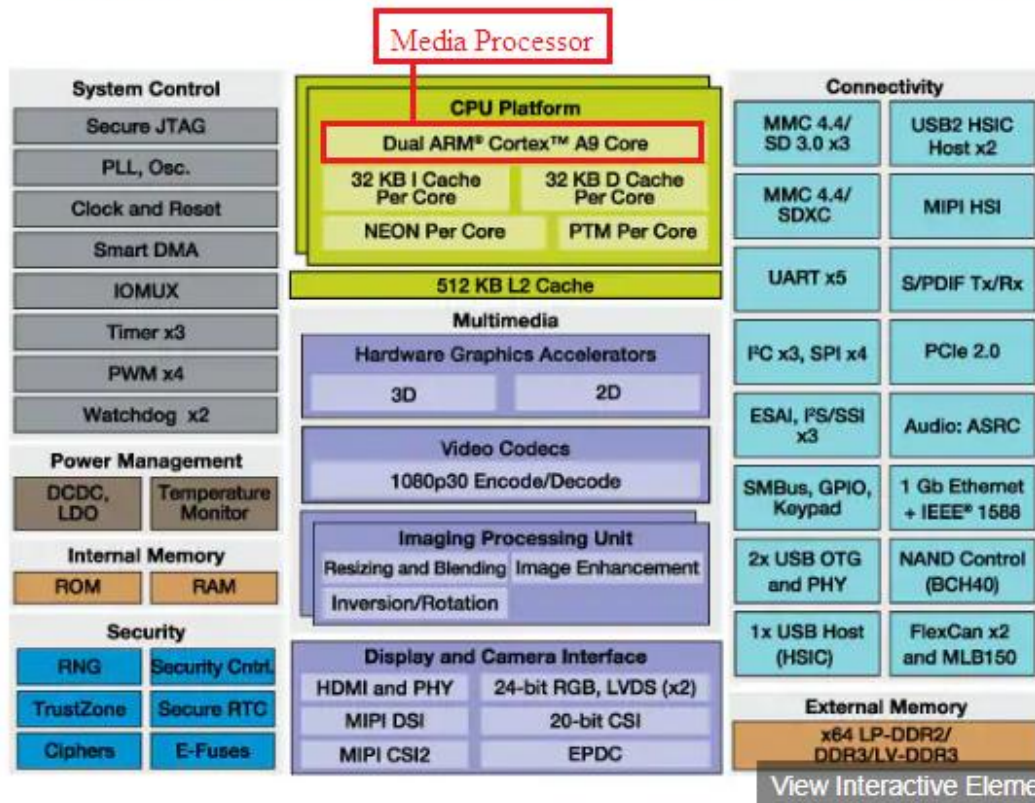 Media Processor
System Control
Secure JTAG
PLL, Osc.
Clock and Reset
Smart DMA
IOMUX
Timer x3
PWM x4
Watchdog x2
Power Management
DCDC,
LDO
Temperature
Monitor
Internal Memory
ROM
RAM
Security
RNG
Security Cntrl.
TrustZone
Secure RTC
Ciphers
E-Fuses
CPU Platform
Dual ARM® Cortex™ A9 Core
32 KB I Cache
Per Core
32 KB D Cache
Per Core
NEON Per Core
PTM Per Core
512 KB L2 Cache
Multimedia
Hardware Graphics Accelerators
3D
2D
Video Codecs
1080p30 Encode/Decode
Imaging Processing Unit
Resizing and Blending
Image Enhancement
Inversion/Rotation
Display and Camera Interface
HDMI and PHY
24-bit RGB, LVDS (x2)
MIPI DSI
20-bit CSI
MIPI CSI2
EPDC
Connectivity
MMC 4.4/
SD 3.0 x3
USB2 HSIC
Host x2
MMC 4.4/
SDXC
MIPI HSI
UART x5
S/PDIF Tx/Rx
I²C x3, SPI x4
PCIe 2.0
ESAI, I²S/SSI
x3
Audio: ASRC
SMBus, GPIO,
Keypad
1 Gb Ethernet
+ IEEE® 1588
2x USB OTG
and PHY
NAND Control
(BCH40)
1x USB Host
(HSIC)
FlexCan x2
and MLB150
External Memory
x64 LP-DDR2/
DDR3/LV-DDR3
View Interactive Eleme